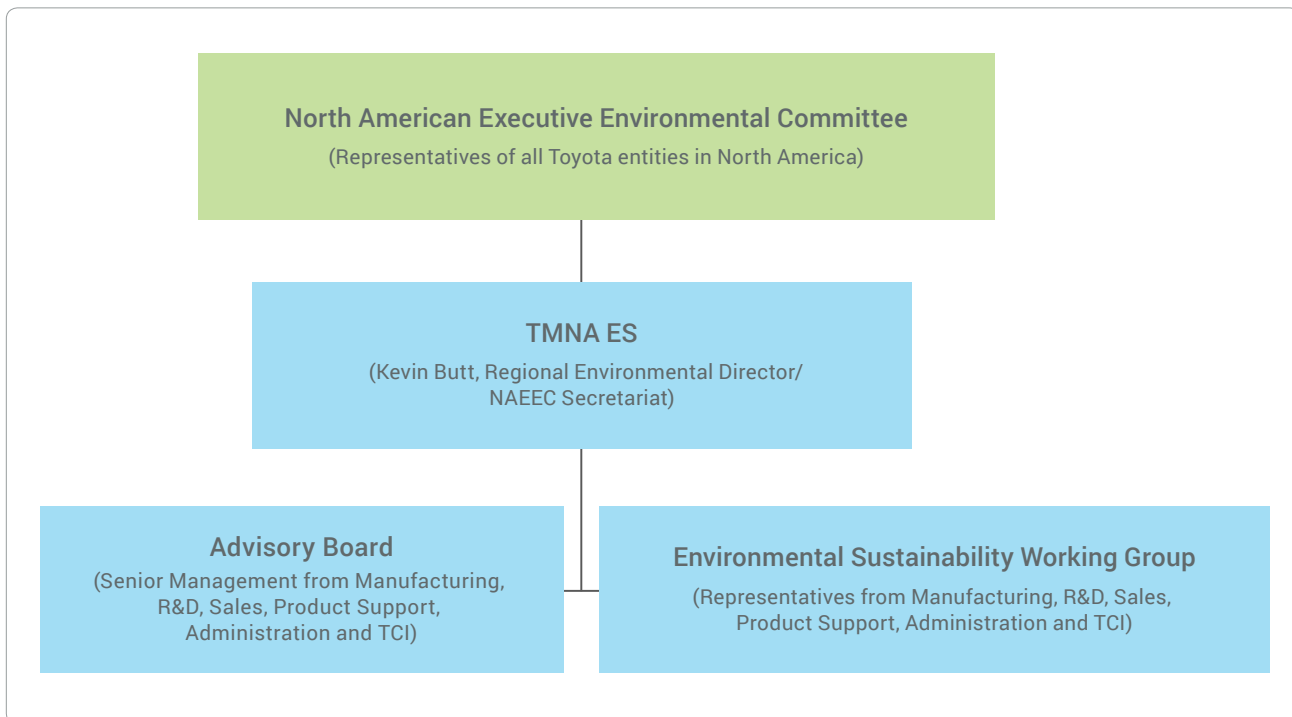 North American Executive Environmental Committee
(Representatives of all Toyota entities in North America)
TMNA ES
(Kevin Butt, Regional Environmental Director/
NAEEC Secretariat)
Advisory Board
(Senior Management from Manufacturing,
R&D, Sales, Product Support,
Administration and TCI)
Environmental Sustainability Working Group
(Representatives from Manufacturing, R&D, Sales,
Product Support, Administration and TCI)